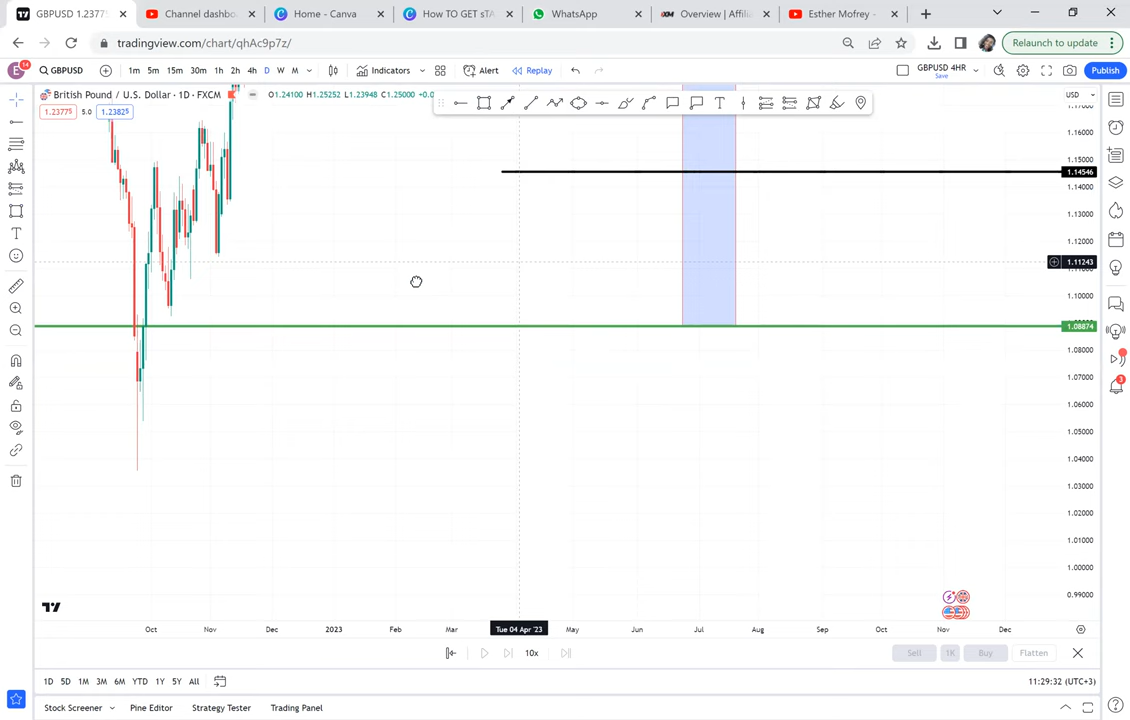 GBPUSD 1.2377
Channel dashbo
Home - Canva
How TO GET sTA
WhatsApp
Overview | Affilia
Esther Mofrey -
tradingview.com/chart/qhAc9p7z/
Relaunch to update
E 14 GBPUSD 1m 5m 15m 30m 1h 2h 4h D W M Indicators Alert Replay GBPUSD 4HR Save Publish
British Pound / U.S. Dollar · 1D · FXCM O1.24100 H1.25252 L1.23948 C1.25000 USD
1.23775 5.0 1.23825
1.17000
1.16000
1.15000
1.14546
1.14000
1.13000
1.12000
1.11243
1.10000
1.08874
1.08000
1.07000
1.06000
1.05000
1.04000
1.03000
1.02000
1.01000
1.00000
0.99000
Oct Nov Dec 2023 Feb Mar Tue 04 Apr '23 May Jun Jul Aug Sep Oct Nov Dec
10x Sell 1K Buy Flatten
1D 5D 1M 3M 6M YTD 1Y 5Y All 11:29:32 (UTC+3)
Stock Screener Pine Editor Strategy Tester Trading Panel
3